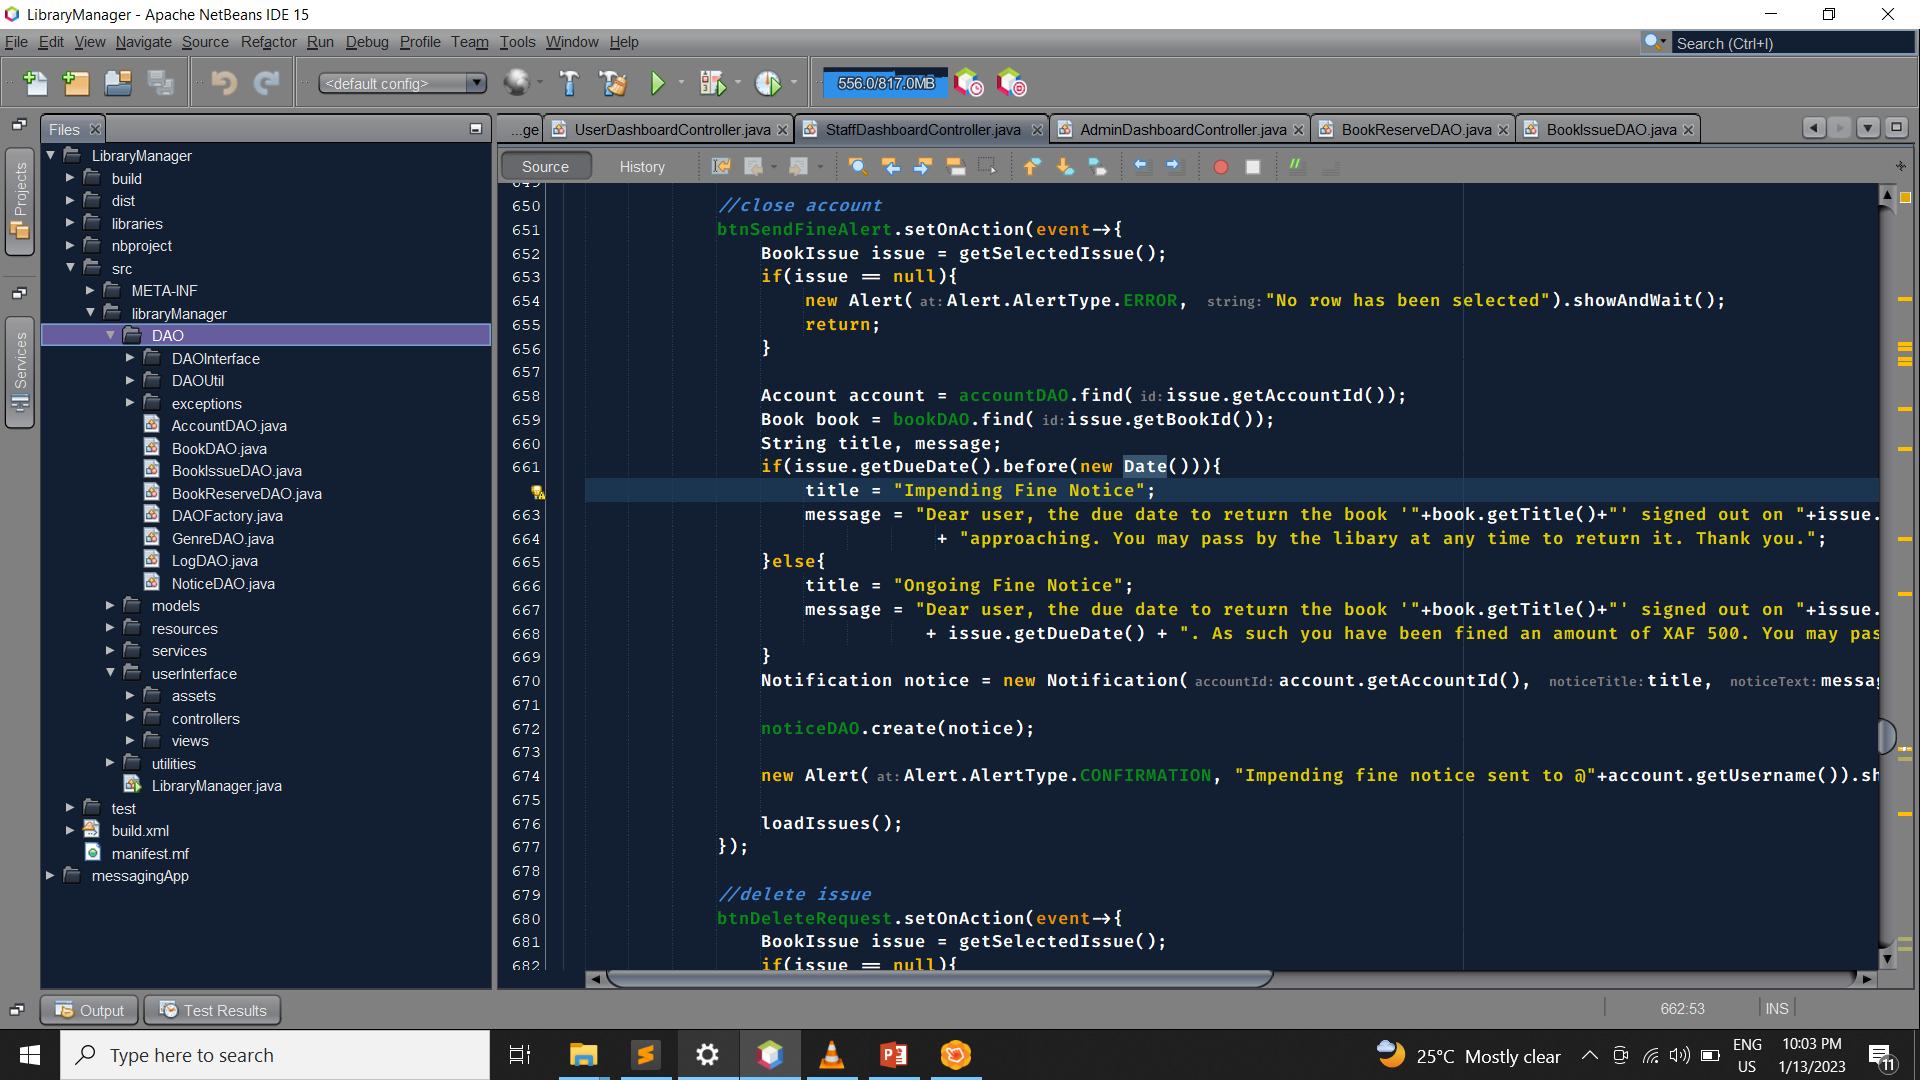 LibraryManager - Apache NetBeans IDE 15
File Edit View Navigate Source Refactor Run Debug Profile Team Tools Window Help
Search (Ctrl+I)
<default config>
556.0/817.0MB
Files
...ge
UserDashboardController.java
StaffDashboardController.java
AdminDashboardController.java
BookReserveDAO.java
BookIssueDAO.java
Source
History
Projects
Services
LibraryManager
build
dist
libraries
nbproject
src
META-INF
libraryManager
DAO
DAOInterface
DAOUtil
exceptions
AccountDAO.java
BookDAO.java
BookIssueDAO.java
BookReserveDAO.java
DAOFactory.java
GenreDAO.java
LogDAO.java
NoticeDAO.java
models
resources
services
userInterface
assets
controllers
views
utilities
LibraryManager.java
test
build.xml
manifest.mf
messagingApp
649
650 //close account
651 btnSendFineAlert.setOnAction(event->{
652 BookIssue issue = getSelectedIssue();
653 if(issue == null){
654 new Alert( at: Alert.AlertType.ERROR, string: "No row has been selected").showAndWait();
655 return;
656 }
657
658 Account account = accountDAO.find( id: issue.getAccountId());
659 Book book = bookDAO.find( id: issue.getBookId());
660 String title, message;
661 if(issue.getDueDate().before(new Date())){
title = "Impending Fine Notice";
663 message = "Dear user, the due date to return the book '"+book.getTitle()+"' signed out on "+issue.
664 + "approaching. You may pass by the libary at any time to return it. Thank you.";
665 }else{
666 title = "Ongoing Fine Notice";
667 message = "Dear user, the due date to return the book '"+book.getTitle()+"' signed out on "+issue.
668 + issue.getDueDate() + ". As such you have been fined an amount of XAF 500. You may pas
669 }
670 Notification notice = new Notification( accountId: account.getAccountId(), noticeTitle: title, noticeText: messag
671
672 noticeDAO.create(notice);
673
674 new Alert( at: Alert.AlertType.CONFIRMATION, "Impending fine notice sent to @"+account.getUsername()).sh
675
676 loadIssues();
677 });
678
679 //delete issue
680 btnDeleteRequest.setOnAction(event->{
681 BookIssue issue = getSelectedIssue();
682 if(issue == null){
Output
Test Results
662:53
INS
Type here to search
25°C Mostly clear
ENG
US
10:03 PM
1/13/2023
11